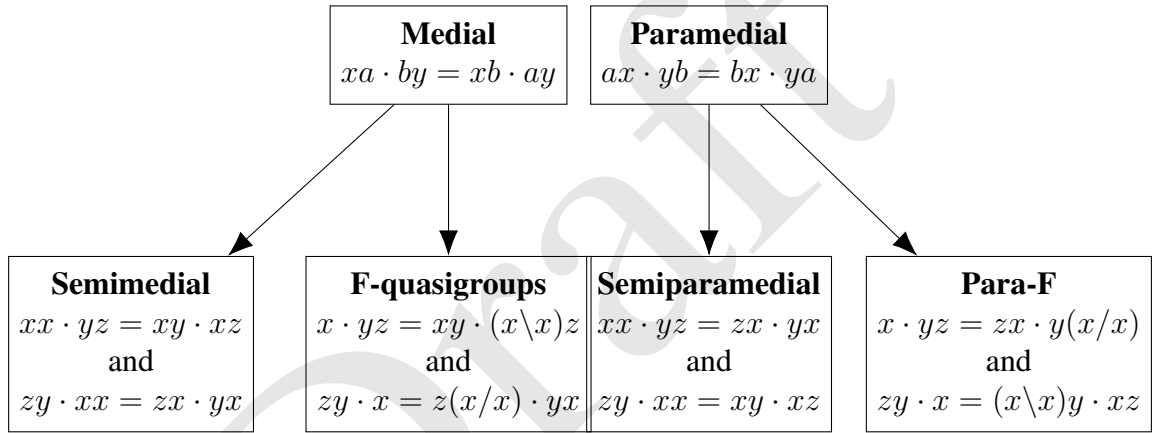 Medial
xa · by = xb · ay
Paramedial
ax · yb = bx · ya
Semimedial
xx · yz = xy · xz
and
zy · xx = zx · yx
F-quasigroups
x · yz = xy · (x\x)z
and
zy · x = z(x/x) · yx
Semiparamedial
xx · yz = zx · yx
and
zy · xx = xy · xz
Para-F
x · yz = zx · y(x/x)
and
zy · x = (x\x)y · xz
Draft